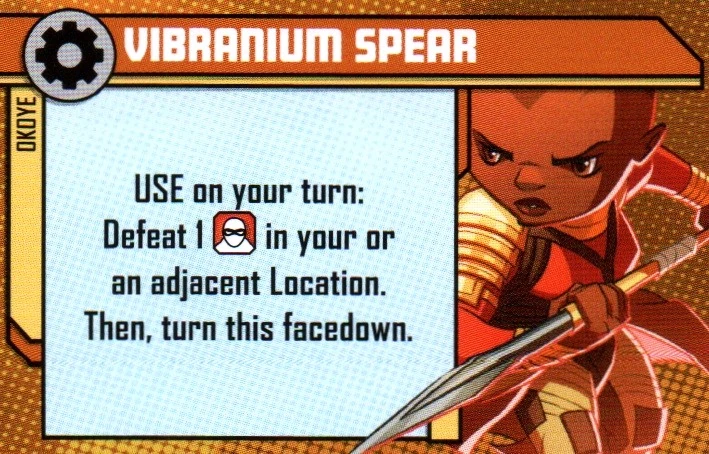 VIBRANIUM SPEAR
OKOYE
USE on your turn:
Defeat 1 in your or
an adjacent Location.
Then, turn this facedown.